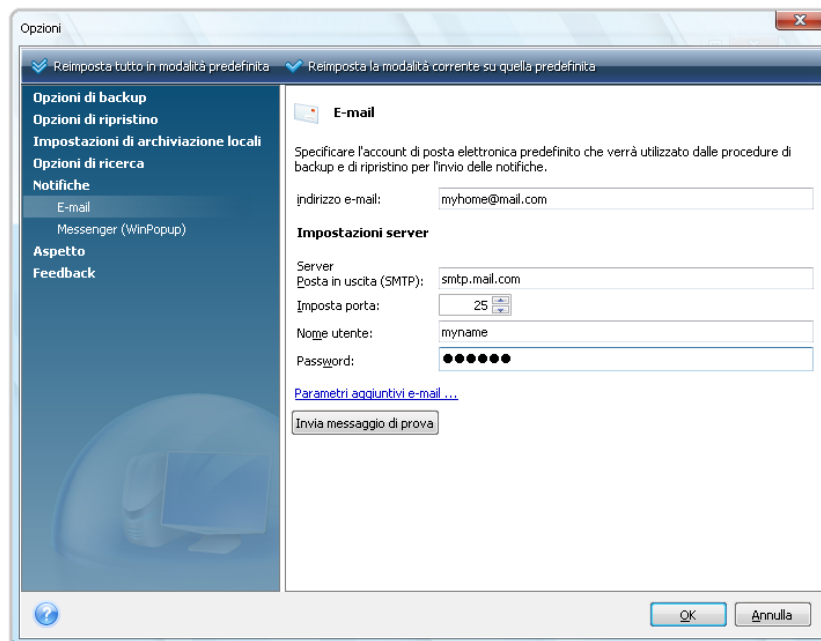 Opzioni
Reimposta tutto in modalità predefinita
Reimposta la modalità corrente su quella predefinita
Opzioni di backup
Opzioni di ripristino
Impostazioni di archiviazione locali
Opzioni di ricerca
Notifiche
E-mail
Messenger (WinPopup)
Aspetto
Feedback
E-mail
Specificare l'account di posta elettronica predefinito che verrà utilizzato dalle procedure di
backup e di ripristino per l'invio delle notifiche.
indirizzo e-mail: myhome@mail.com
Impostazioni server
Server
Posta in uscita (SMTP): smtp.mail.com
Imposta porta: 25
Nome utente: myname
Password: ●●●●●●
Parametri aggiuntivi e-mail ...
Invia messaggio di prova
?
OK
Annulla